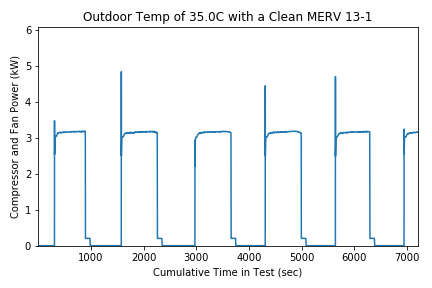 Outdoor Temp of 35.0C with a Clean MERV 13-1
6
5
4
3
2
1
0
Compressor and Fan Power (kW)
1000 2000 3000 4000 5000 6000 7000
Cumulative Time in Test (sec)